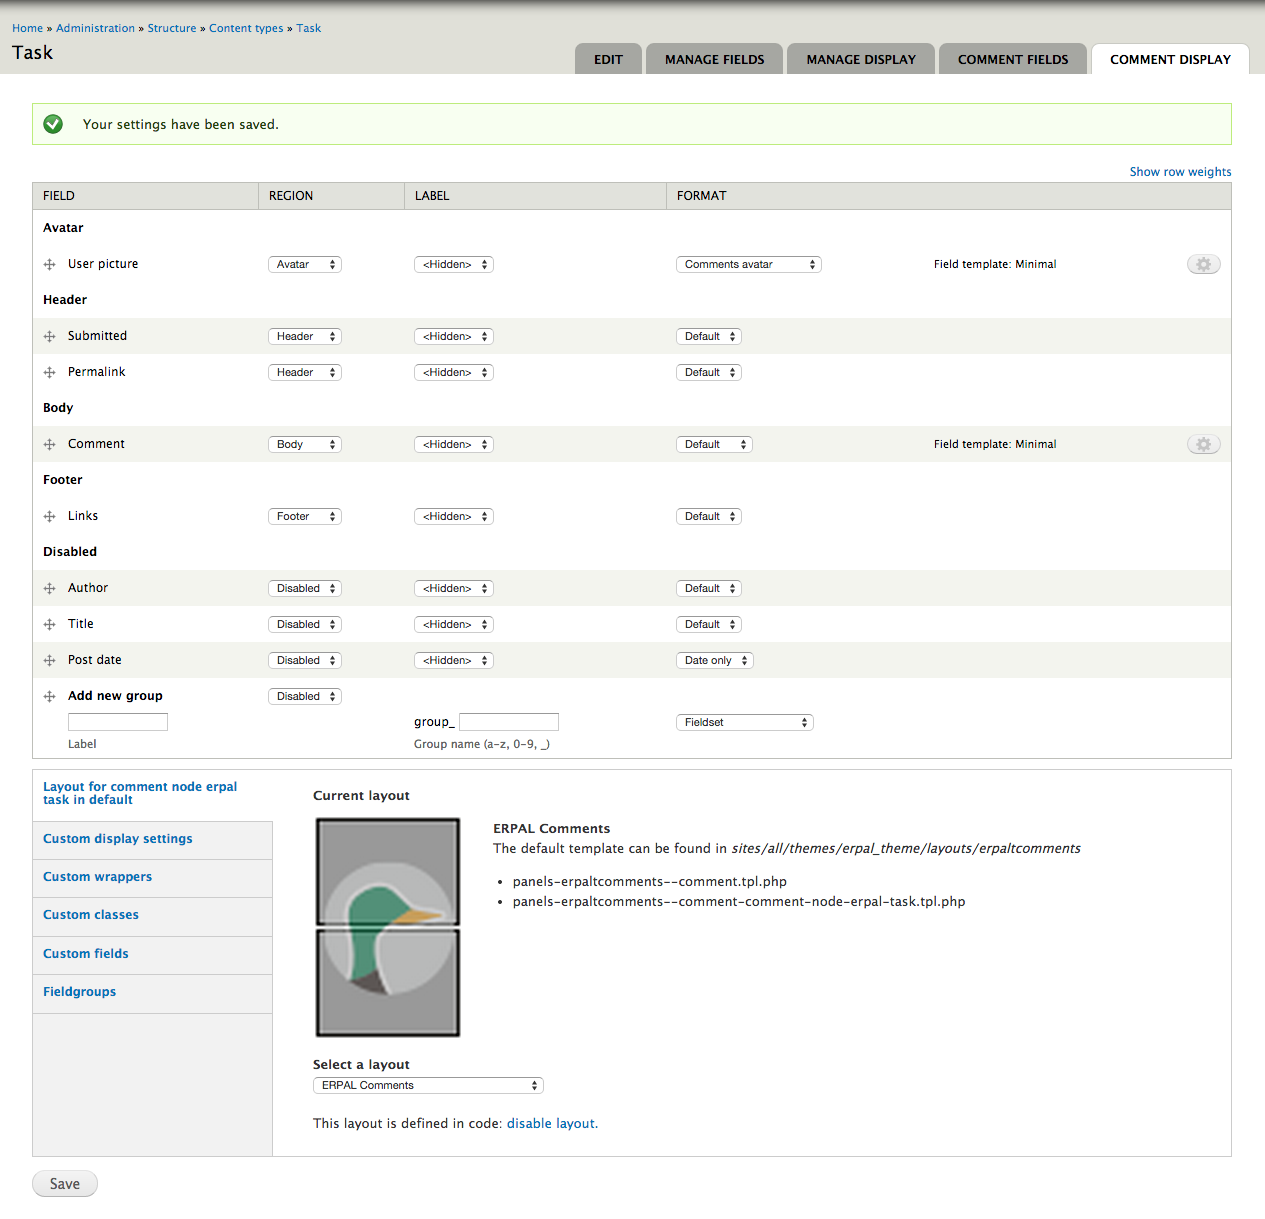 Home » Administration » Structure » Content types » Task
Task
EDIT MANAGE FIELDS MANAGE DISPLAY COMMENT FIELDS COMMENT DISPLAY
Your settings have been saved.
Show row weights
FIELD REGION LABEL FORMAT
Avatar
User picture Avatar <Hidden> Comments avatar Field template: Minimal
Header
Submitted Header <Hidden> Default
Permalink Header <Hidden> Default
Body
Comment Body <Hidden> Default Field template: Minimal
Footer
Links Footer <Hidden> Default
Disabled
Author Disabled <Hidden> Default
Title Disabled <Hidden> Default
Post date Disabled <Hidden> Date only
Add new group Disabled
group_ Fieldset
Label Group name (a-z, 0-9, _)
Layout for comment node erpal
task in default
Custom display settings
Custom wrappers
Custom classes
Custom fields
Fieldgroups
Current layout
ERPAL Comments
The default template can be found in sites/all/themes/erpal_theme/layouts/erpaltcomments
• panels-erpaltcomments--comment.tpl.php
• panels-erpaltcomments--comment-comment-node-erpal-task.tpl.php
Select a layout
ERPAL Comments
This layout is defined in code: disable layout.
Save